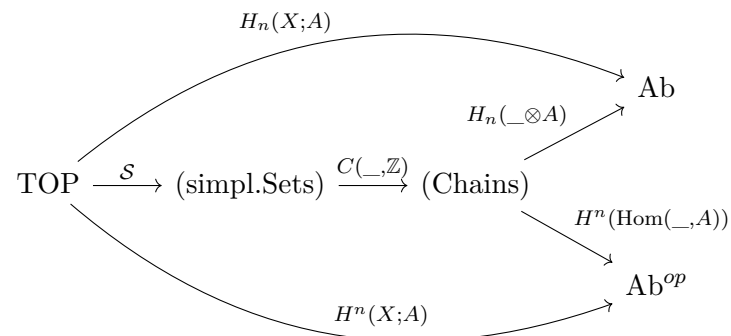 H_n(X;A)
Ab
H_n(_⊗A)
TOP 𝒮 (simpl.Sets) C(_,ℤ) (Chains)
H^n(Hom(_,A))
Ab^{op}
H^n(X;A)